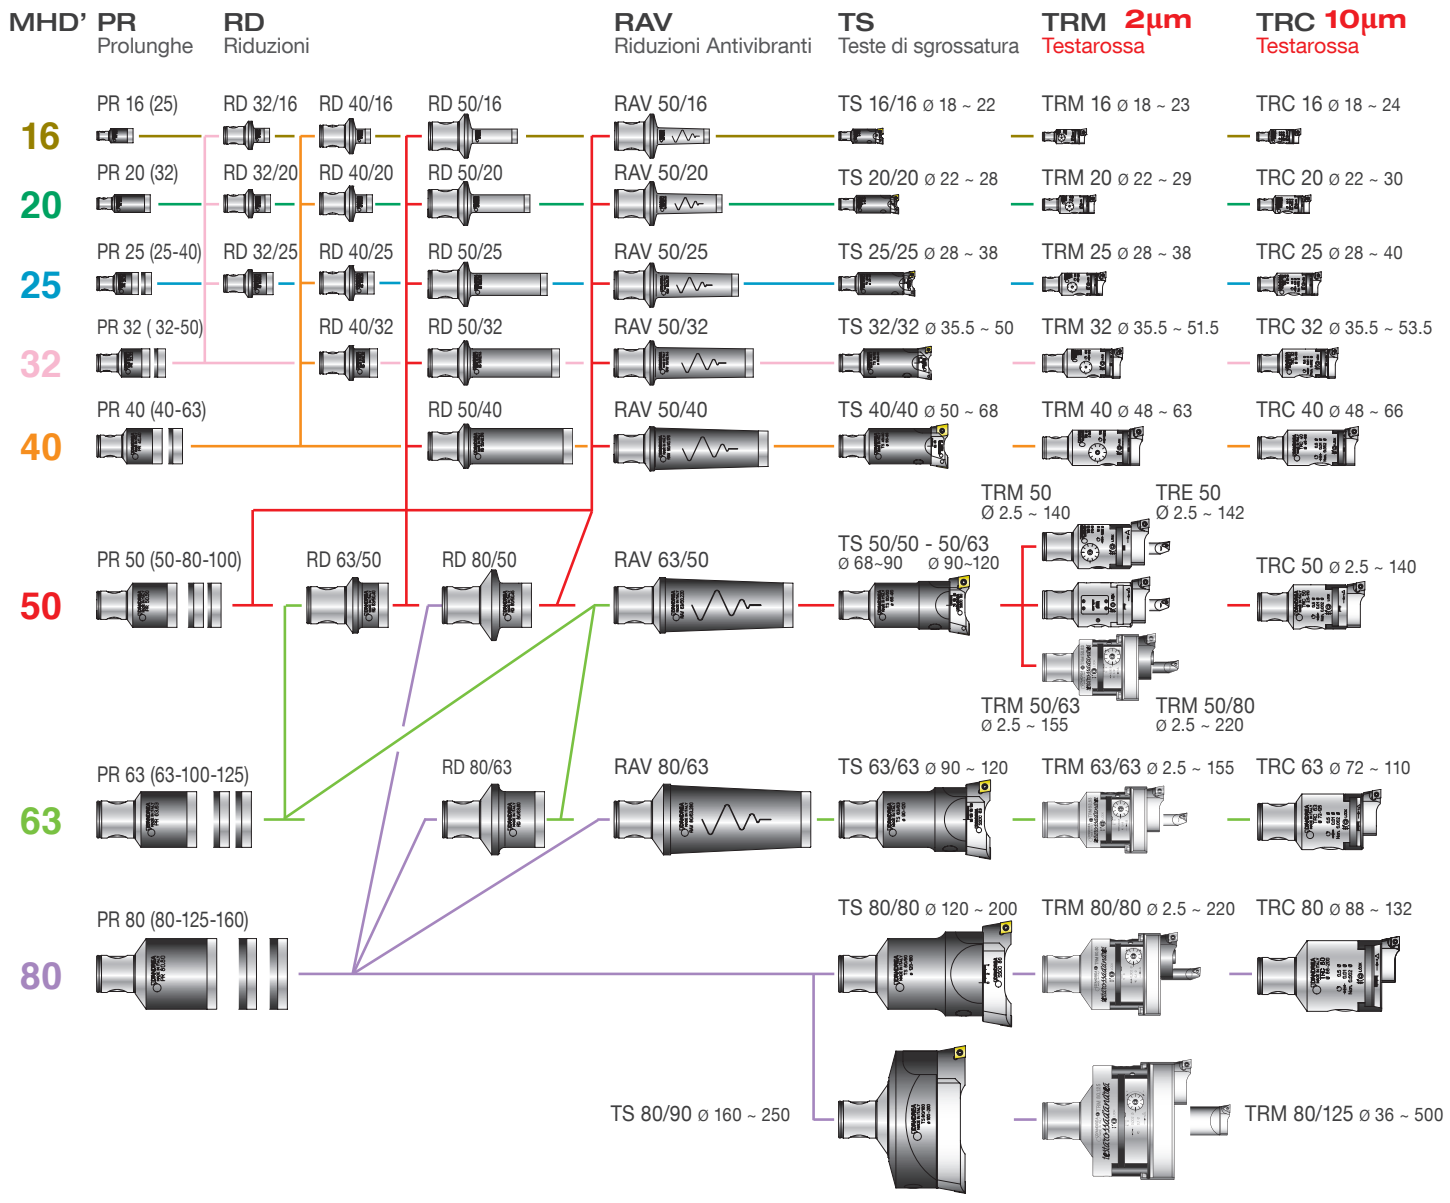 MHD' PR RD RAV TS TRM 2µm TRC 10µm
Prolunghe Riduzioni Riduzioni Antivibranti Teste di sgrossatura Testarossa Testarossa
PR 16 (25) RD 32/16 RD 40/16 RD 50/16 RAV 50/16 TS 16/16 Ø 18 ~ 22 TRM 16 Ø 18 ~ 23 TRC 16 Ø 18 ~ 24
16
PR 20 (32) RD 32/20 RD 40/20 RD 50/20 RAV 50/20 TS 20/20 Ø 22 ~ 28 TRM 20 Ø 22 ~ 29 TRC 20 Ø 22 ~ 30
20
PR 25 (25-40) RD 32/25 RD 40/25 RD 50/25 RAV 50/25 TS 25/25 Ø 28 ~ 38 TRM 25 Ø 28 ~ 38 TRC 25 Ø 28 ~ 40
25
PR 32 ( 32-50) RD 40/32 RD 50/32 RAV 50/32 TS 32/32 Ø 35.5 ~ 50 TRM 32 Ø 35.5 ~ 51.5 TRC 32 Ø 35.5 ~ 53.5
32
PR 40 (40-63) RD 50/40 RAV 50/40 TS 40/40 Ø 50 ~ 68 TRM 40 Ø 48 ~ 63 TRC 40 Ø 48 ~ 66
40
TRM 50 TRE 50
Ø 2.5 ~ 140 Ø 2.5 ~ 142
PR 50 (50-80-100) RD 63/50 RD 80/50 RAV 63/50 TS 50/50 - 50/63 TRC 50 Ø 2.5 ~ 140
Ø 68~90 Ø 90~120
50
TRM 50/63 TRM 50/80
Ø 2.5 ~ 155 Ø 2.5 ~ 220
PR 63 (63-100-125) RD 80/63 RAV 80/63 TS 63/63 Ø 90 ~ 120 TRM 63/63 Ø 2.5 ~ 155 TRC 63 Ø 72 ~ 110
63
PR 80 (80-125-160) TS 80/80 Ø 120 ~ 200 TRM 80/80 Ø 2.5 ~ 220 TRC 80 Ø 88 ~ 132
80
TS 80/90 Ø 160 ~ 250 TRM 80/125 Ø 36 ~ 500